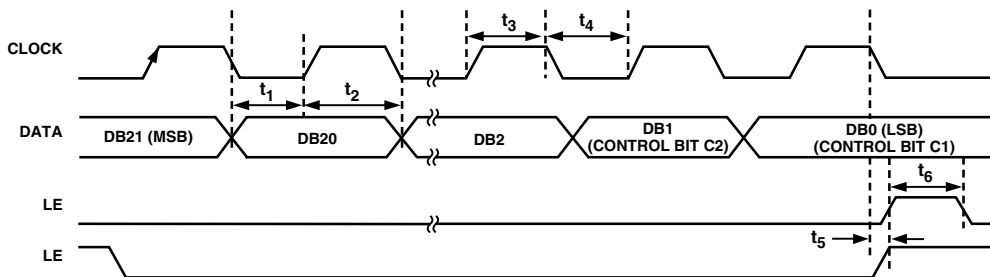 t3 t4
CLOCK
t1 t2
DATA
DB21 (MSB) DB20 DB2 DB1 (CONTROL BIT C2) DB0 (LSB) (CONTROL BIT C1)
t6
LE
t5
LE